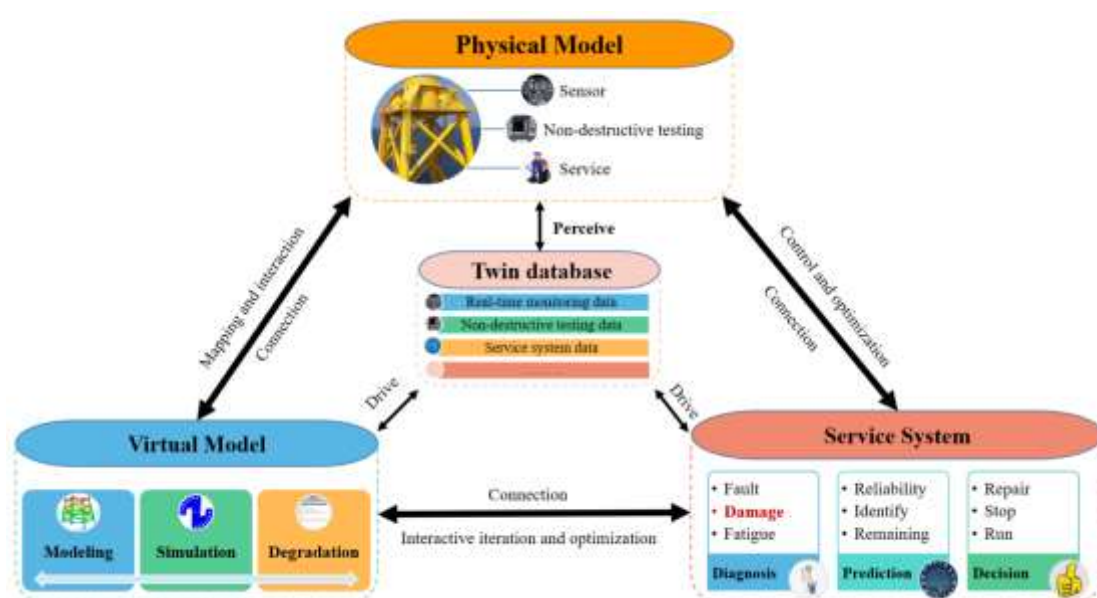 Physical Model
Sensor
Non-destructive testing
Service
Mapping and interaction
Connection
Perceive
Control and optimization
Connection
Twin database
Real-time monitoring data
Non-destructive testing data
Service system data
Drive
Drive
Virtual Model
Modeling
Simulation
Degradation
Connection
Interactive iteration and optimization
Service System
• Fault
• Damage
• Fatigue
Diagnosis
• Reliability
• Identify
• Remaining
Prediction
• Repair
• Stop
• Run
Decision